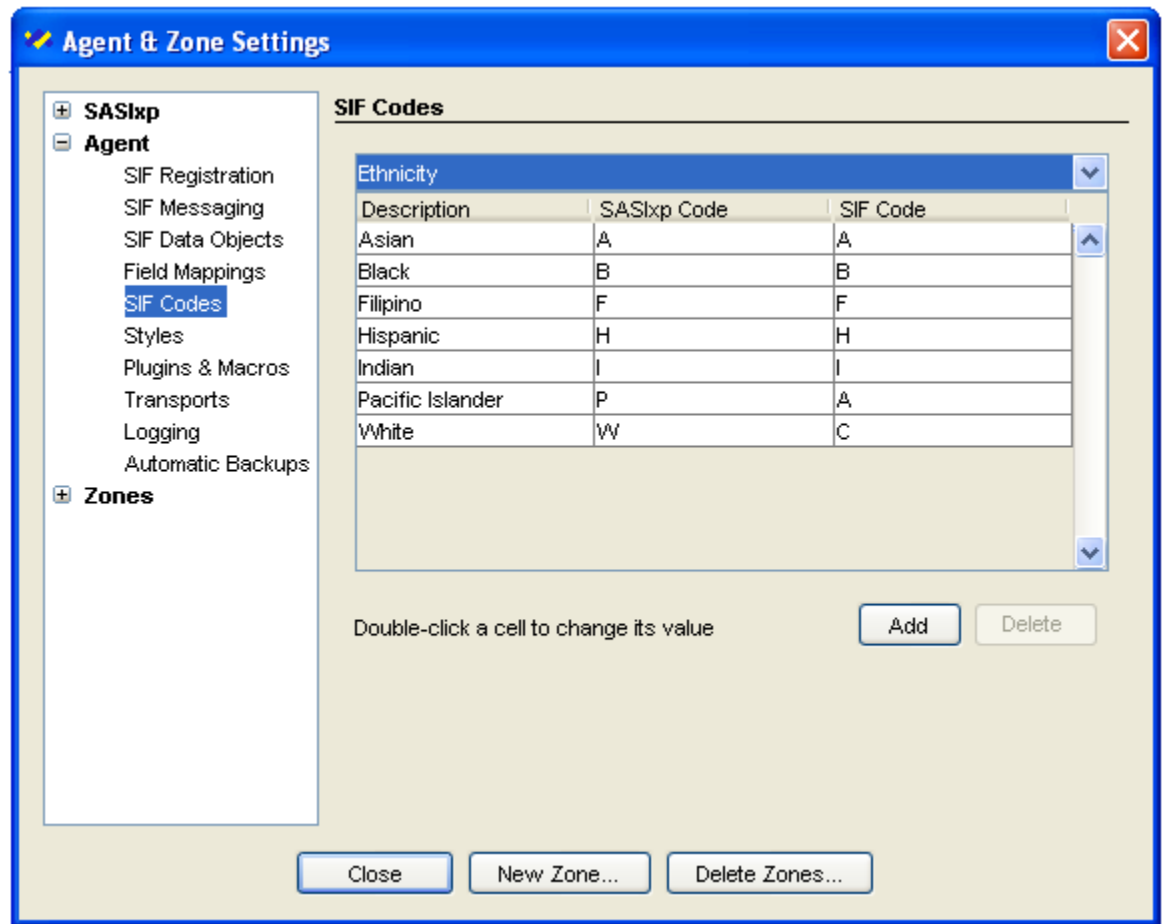 Agent & Zone Settings
SASIxp
Agent
SIF Registration
SIF Messaging
SIF Data Objects
Field Mappings
SIF Codes
Styles
Plugins & Macros
Transports
Logging
Automatic Backups
Zones
SIF Codes
Ethnicity
Description SASIxp Code SIF Code
Asian A A
Black B B
Filipino F F
Hispanic H H
Indian I I
Pacific Islander P A
White W C
Double-click a cell to change its value Add Delete
Close New Zone... Delete Zones...